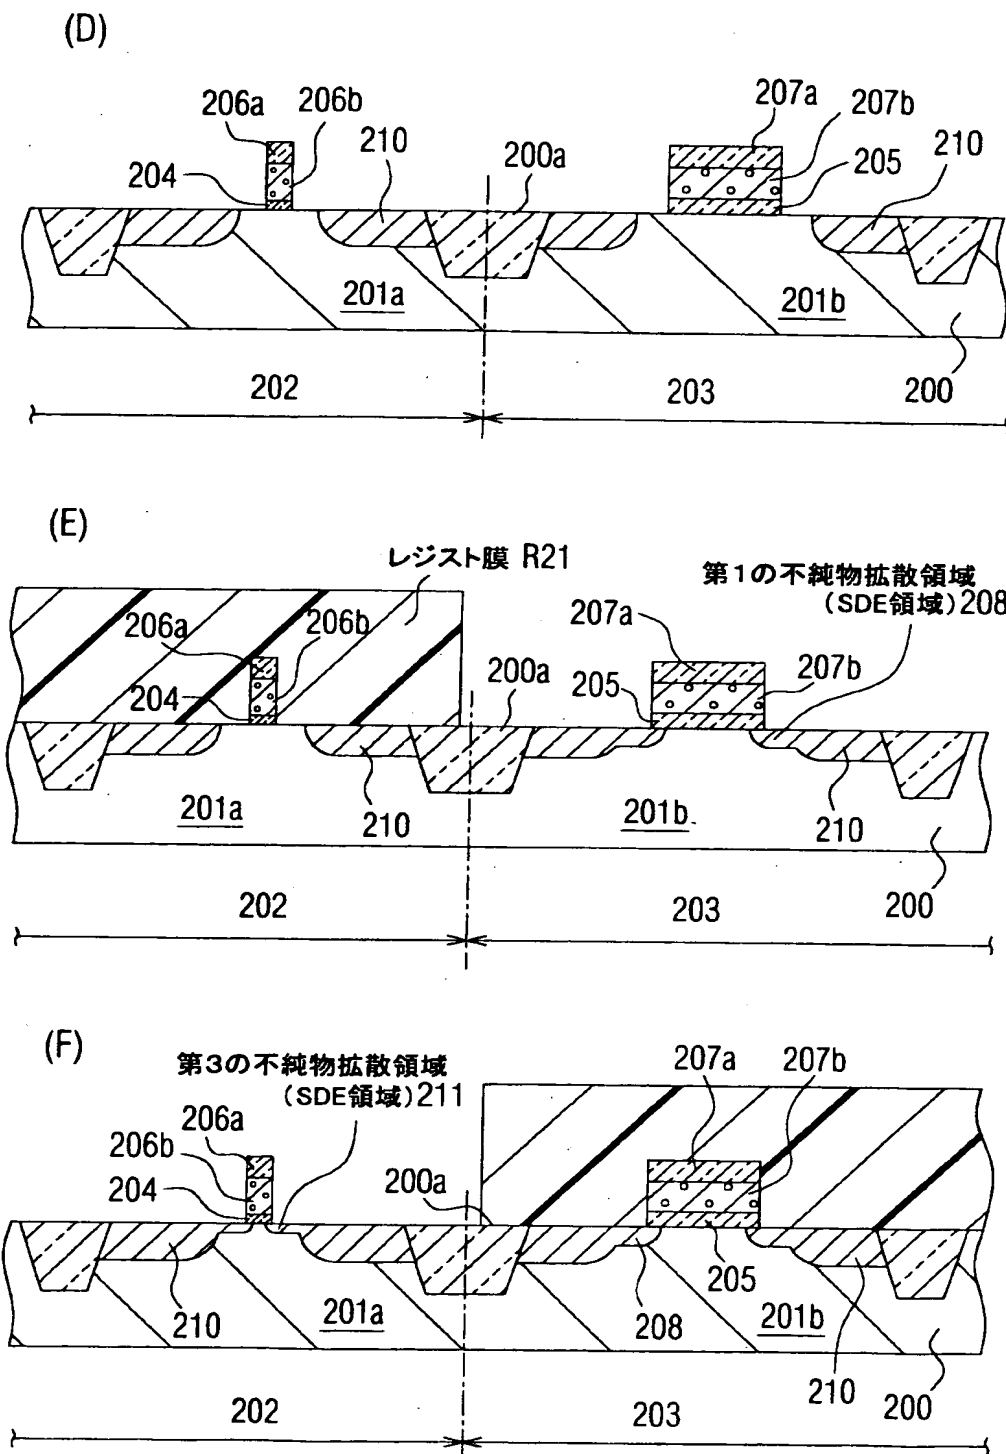 (D)
206a 206b 207a 207b
204 210 200a 205 210
201a 201b
202 203 200
(E)
レジスト膜 R21
第1の不純物拡散領域
(SDE領域)208
206a 206b 207a
204 200a 205 207b
201a 210 201b 210
202 203 200
(F)
第3の不純物拡散領域
(SDE領域)211
207a 207b
206a
206b
204 200a
210 201a 208 205 201b
210
202 203 200